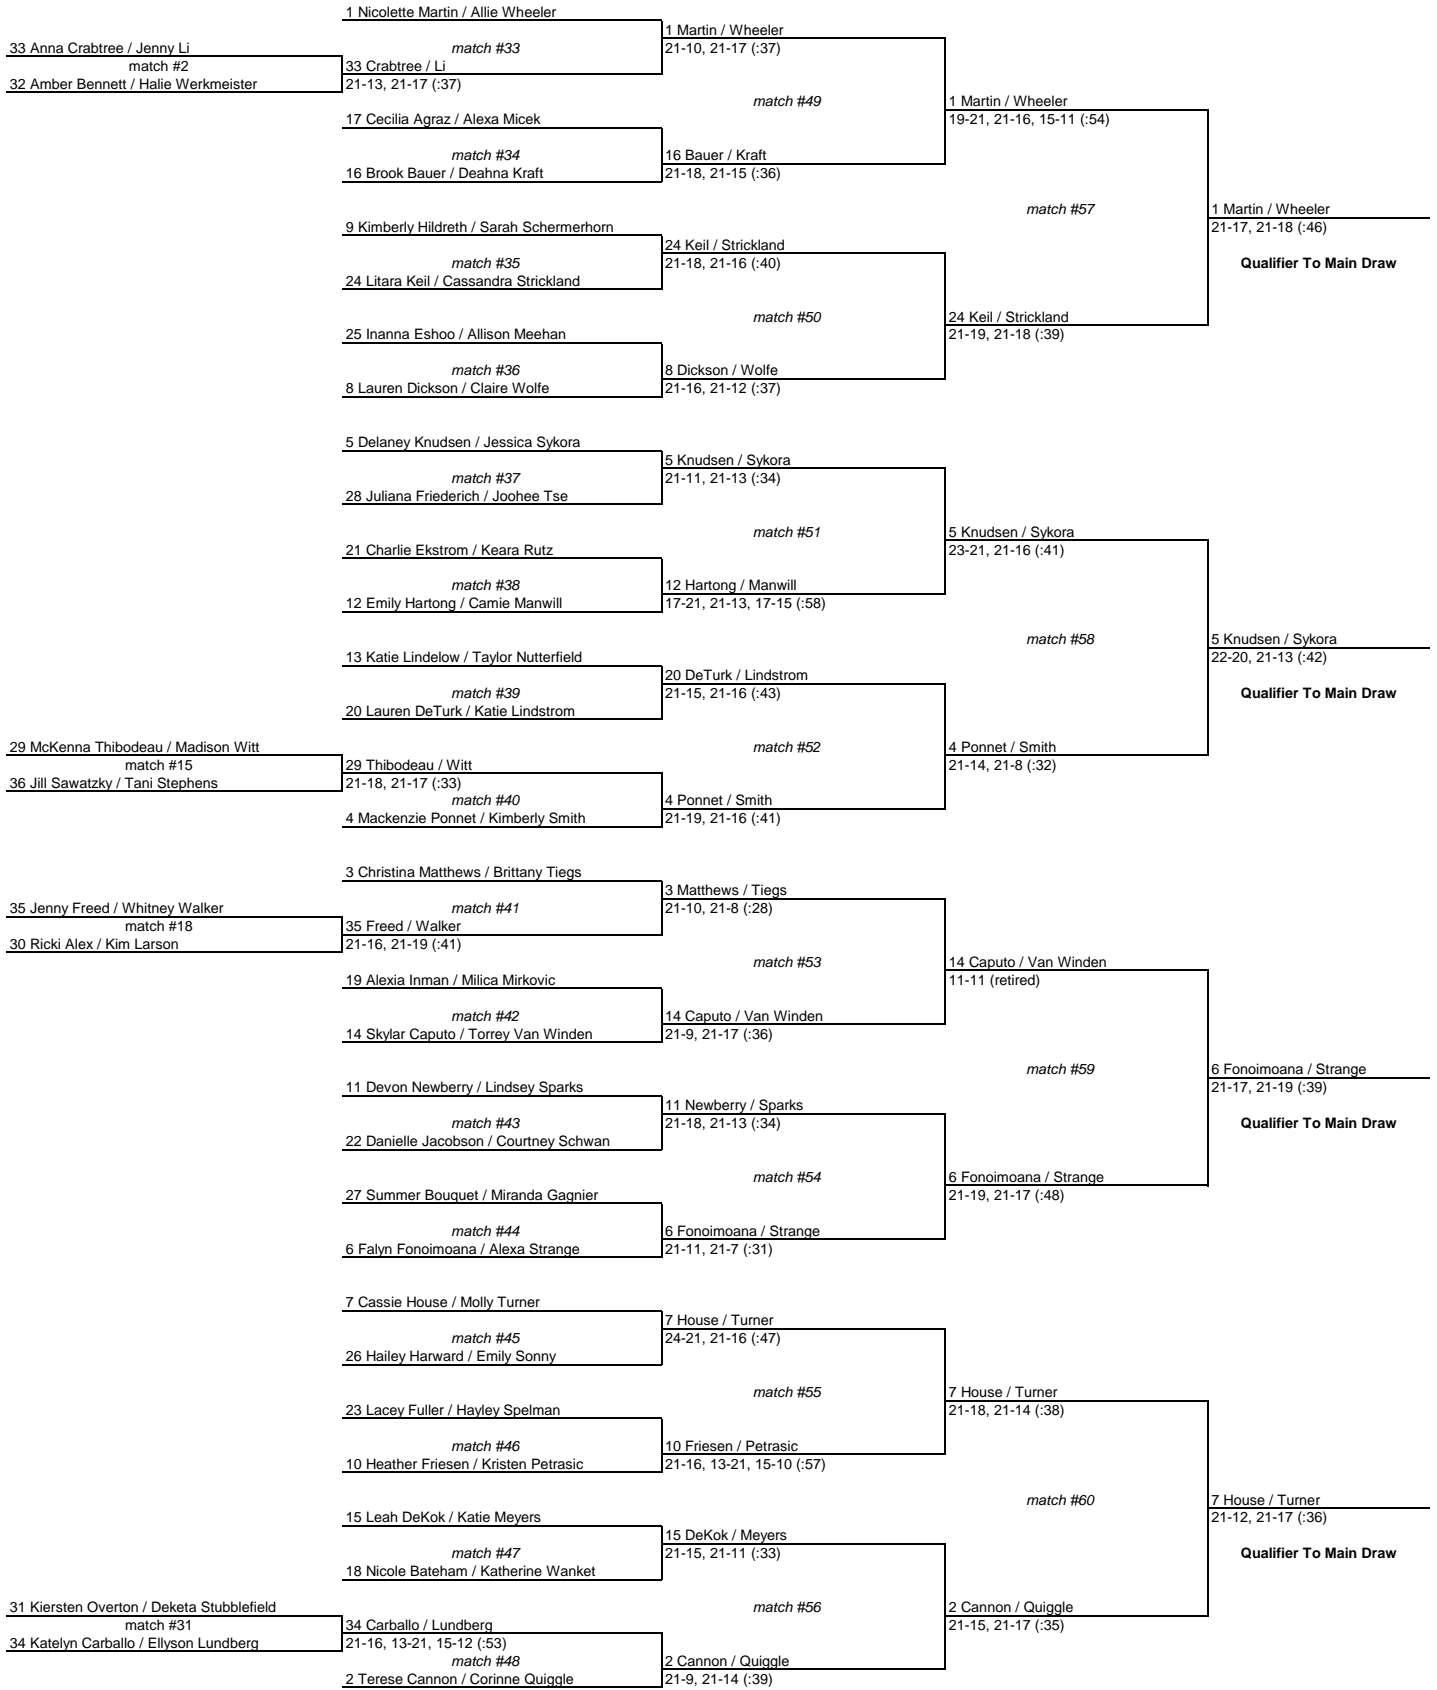 1 Nicolette Martin / Allie Wheeler
1 Martin / Wheeler
33 Anna Crabtree / Jenny Li
match #33
21-10, 21-17 (:37)
match #2
33 Crabtree / Li
32 Amber Bennett / Halie Werkmeister
21-13, 21-17 (:37)
match #49
1 Martin / Wheeler
17 Cecilia Agraz / Alexa Micek
19-21, 21-16, 15-11 (:54)
match #34
16 Bauer / Kraft
16 Brook Bauer / Deahna Kraft
21-18, 21-15 (:36)
match #57
1 Martin / Wheeler
9 Kimberly Hildreth / Sarah Schermerhorn
21-17, 21-18 (:46)
24 Keil / Strickland
match #35
21-18, 21-16 (:40)
Qualifier To Main Draw
24 Litara Keil / Cassandra Strickland
match #50
24 Keil / Strickland
25 Inanna Eshoo / Allison Meehan
21-19, 21-18 (:39)
match #36
8 Dickson / Wolfe
8 Lauren Dickson / Claire Wolfe
21-16, 21-12 (:37)
5 Delaney Knudsen / Jessica Sykora
5 Knudsen / Sykora
match #37
21-11, 21-13 (:34)
28 Juliana Friederich / Joohee Tse
match #51
5 Knudsen / Sykora
21 Charlie Ekstrom / Keara Rutz
23-21, 21-16 (:41)
match #38
12 Hartong / Manwill
12 Emily Hartong / Camie Manwill
17-21, 21-13, 17-15 (:58)
match #58
5 Knudsen / Sykora
13 Katie Lindelow / Taylor Nutterfield
22-20, 21-13 (:42)
20 DeTurk / Lindstrom
match #39
21-15, 21-16 (:43)
Qualifier To Main Draw
20 Lauren DeTurk / Katie Lindstrom
29 McKenna Thibodeau / Madison Witt
match #52
4 Ponnet / Smith
match #15
29 Thibodeau / Witt
21-14, 21-8 (:32)
36 Jill Sawatzky / Tani Stephens
21-18, 21-17 (:33)
match #40
4 Ponnet / Smith
4 Mackenzie Ponnet / Kimberly Smith
21-19, 21-16 (:41)
3 Christina Matthews / Brittany Tiegs
3 Matthews / Tiegs
35 Jenny Freed / Whitney Walker
match #41
21-10, 21-8 (:28)
match #18
35 Freed / Walker
30 Ricki Alex / Kim Larson
21-16, 21-19 (:41)
match #53
14 Caputo / Van Winden
19 Alexia Inman / Milica Mirkovic
11-11 (retired)
match #42
14 Caputo / Van Winden
14 Skylar Caputo / Torrey Van Winden
21-9, 21-17 (:36)
match #59
6 Fonoimoana / Strange
11 Devon Newberry / Lindsey Sparks
21-17, 21-19 (:39)
11 Newberry / Sparks
match #43
21-18, 21-13 (:34)
Qualifier To Main Draw
22 Danielle Jacobson / Courtney Schwan
match #54
6 Fonoimoana / Strange
27 Summer Bouquet / Miranda Gagnier
21-19, 21-17 (:48)
match #44
6 Fonoimoana / Strange
6 Falyn Fonoimoana / Alexa Strange
21-11, 21-7 (:31)
7 Cassie House / Molly Turner
7 House / Turner
match #45
24-21, 21-16 (:47)
26 Hailey Harward / Emily Sonny
match #55
7 House / Turner
23 Lacey Fuller / Hayley Spelman
21-18, 21-14 (:38)
match #46
10 Friesen / Petrasic
10 Heather Friesen / Kristen Petrasic
21-16, 13-21, 15-10 (:57)
match #60
7 House / Turner
15 Leah DeKok / Katie Meyers
21-12, 21-17 (:36)
15 DeKok / Meyers
match #47
21-15, 21-11 (:33)
Qualifier To Main Draw
18 Nicole Bateham / Katherine Wanket
31 Kiersten Overton / Deketa Stubblefield
match #56
2 Cannon / Quiggle
match #31
34 Carballo / Lundberg
21-15, 21-17 (:35)
34 Katelyn Carballo / Ellyson Lundberg
21-16, 13-21, 15-12 (:53)
match #48
2 Cannon / Quiggle
2 Terese Cannon / Corinne Quiggle
21-9, 21-14 (:39)